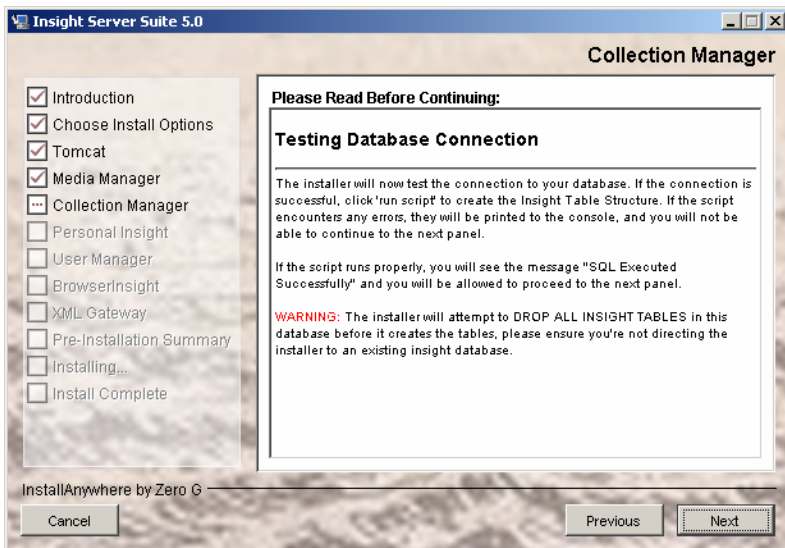 Insight Server Suite 5.0
Collection Manager
Introduction
Choose Install Options
Tomcat
Media Manager
Collection Manager
Personal Insight
User Manager
BrowserInsight
XML Gateway
Pre-Installation Summary
Installing...
Install Complete
Please Read Before Continuing:
Testing Database Connection
The installer will now test the connection to your database. If the connection is
successful, click 'run script' to create the Insight Table Structure. If the script
encounters any errors, they will be printed to the console, and you will not be
able to continue to the next panel.
If the script runs properly, you will see the message "SQL Executed
Successfully" and you will be allowed to proceed to the next panel.
WARNING: The installer will attempt to DROP ALL INSIGHT TABLES in this
database before it creates the tables, please ensure you're not directing the
installer to an existing insight database.
InstallAnywhere by Zero G
Cancel
Previous
Next